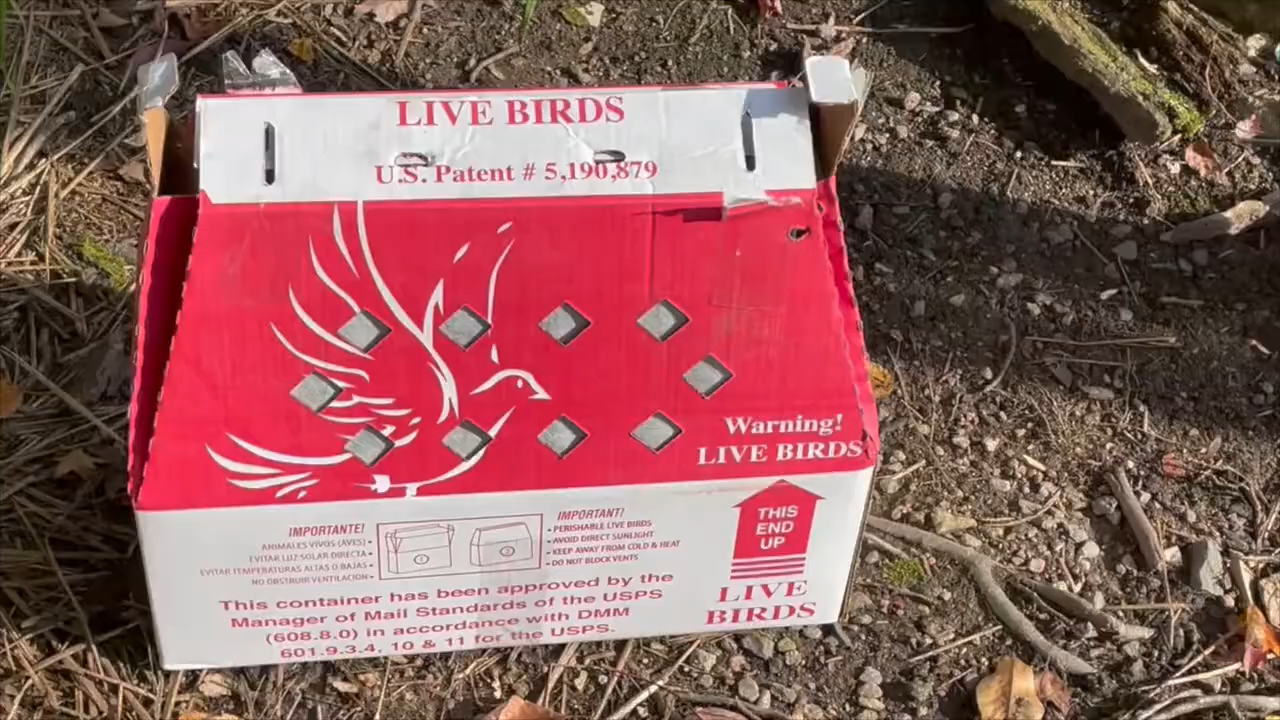 LIVE BIRDS
U.S. Patent # 5,190,879
Warning!
LIVE BIRDS
IMPORTANTE!
ANIMALES VIVOS (AVES) •
EVITAR LUZ SOLAR DIRECTA •
EVITAR TEMPERATURAS ALTAS O BAJAS •
NO OBSTRUIR VENTILACION •
1
2
IMPORTANT!
• PERISHABLE LIVE BIRDS
• AVOID DIRECT SUNLIGHT
• KEEP AWAY FROM COLD & HEAT
• DO NOT BLOCK VENTS
This container has been approved by the
Manager of Mail Standards of the USPS
(608.8.0) in accordance with DMM
601.9.3.4, 10 & 11 for the USPS.
THIS
END
UP
LIVE
BIRDS